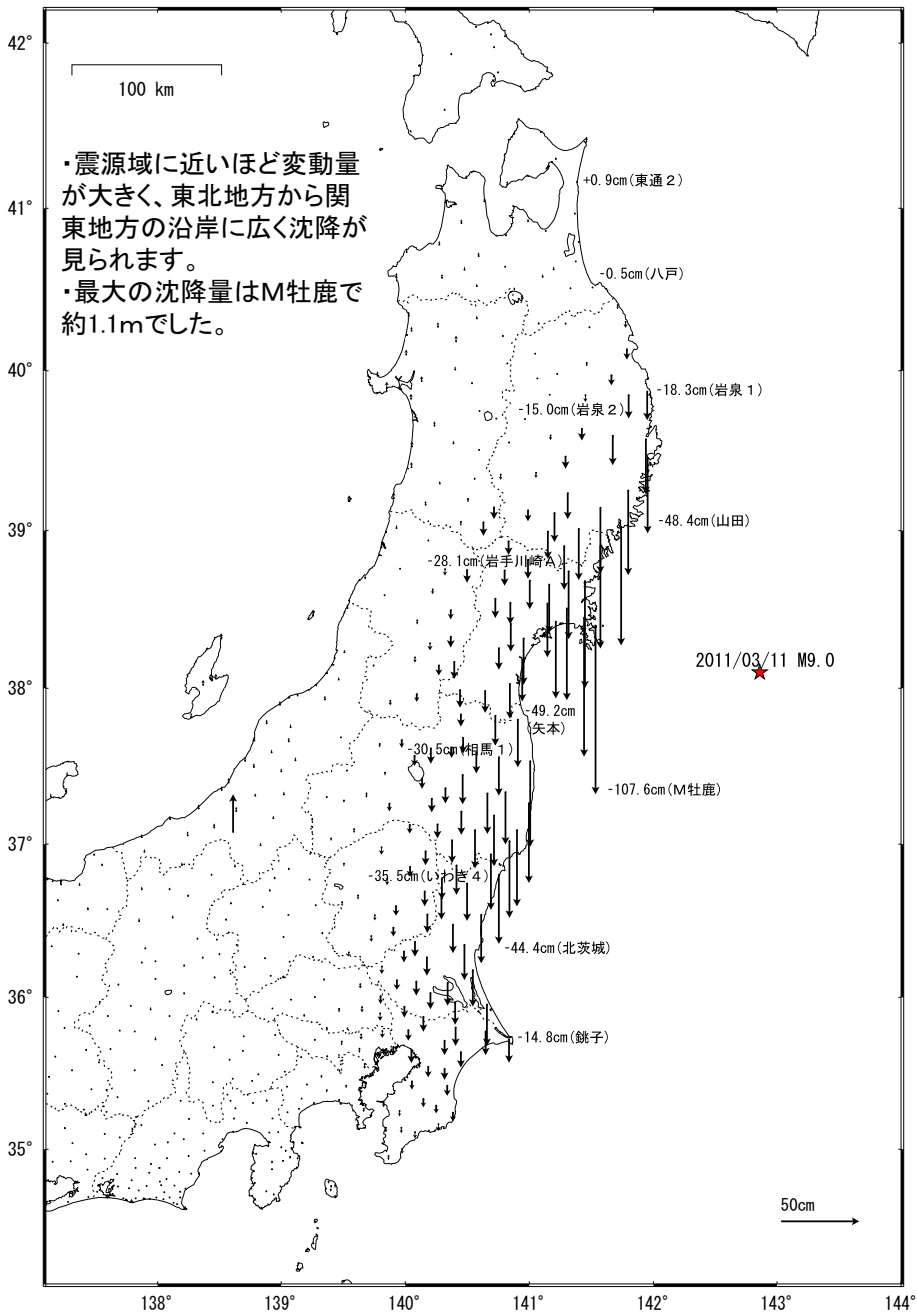 42°
100 km
・震源域に近いほど変動量
が大きく、東北地方から関
東地方の沿岸に広く沈降が
見られます。
・最大の沈降量はM牡鹿で
約1.1mでした。
+0.9cm(東通２)
41°
-0.5cm(八戸)
40°
-18.3cm(岩泉１)
-15.0cm(岩泉２)
39°
-48.4cm(山田)
-28.1cm(岩手川崎Ａ)
2011/03/11 M9.0
38°
-49.2cm
(矢本)
-30.5cm(相馬１)
-107.6cm(Ｍ牡鹿)
37°
-35.5cm(いわき４)
-44.4cm(北茨城)
36°
-14.8cm(銚子)
35°
50cm
138° 139° 140° 141° 142° 143° 144°